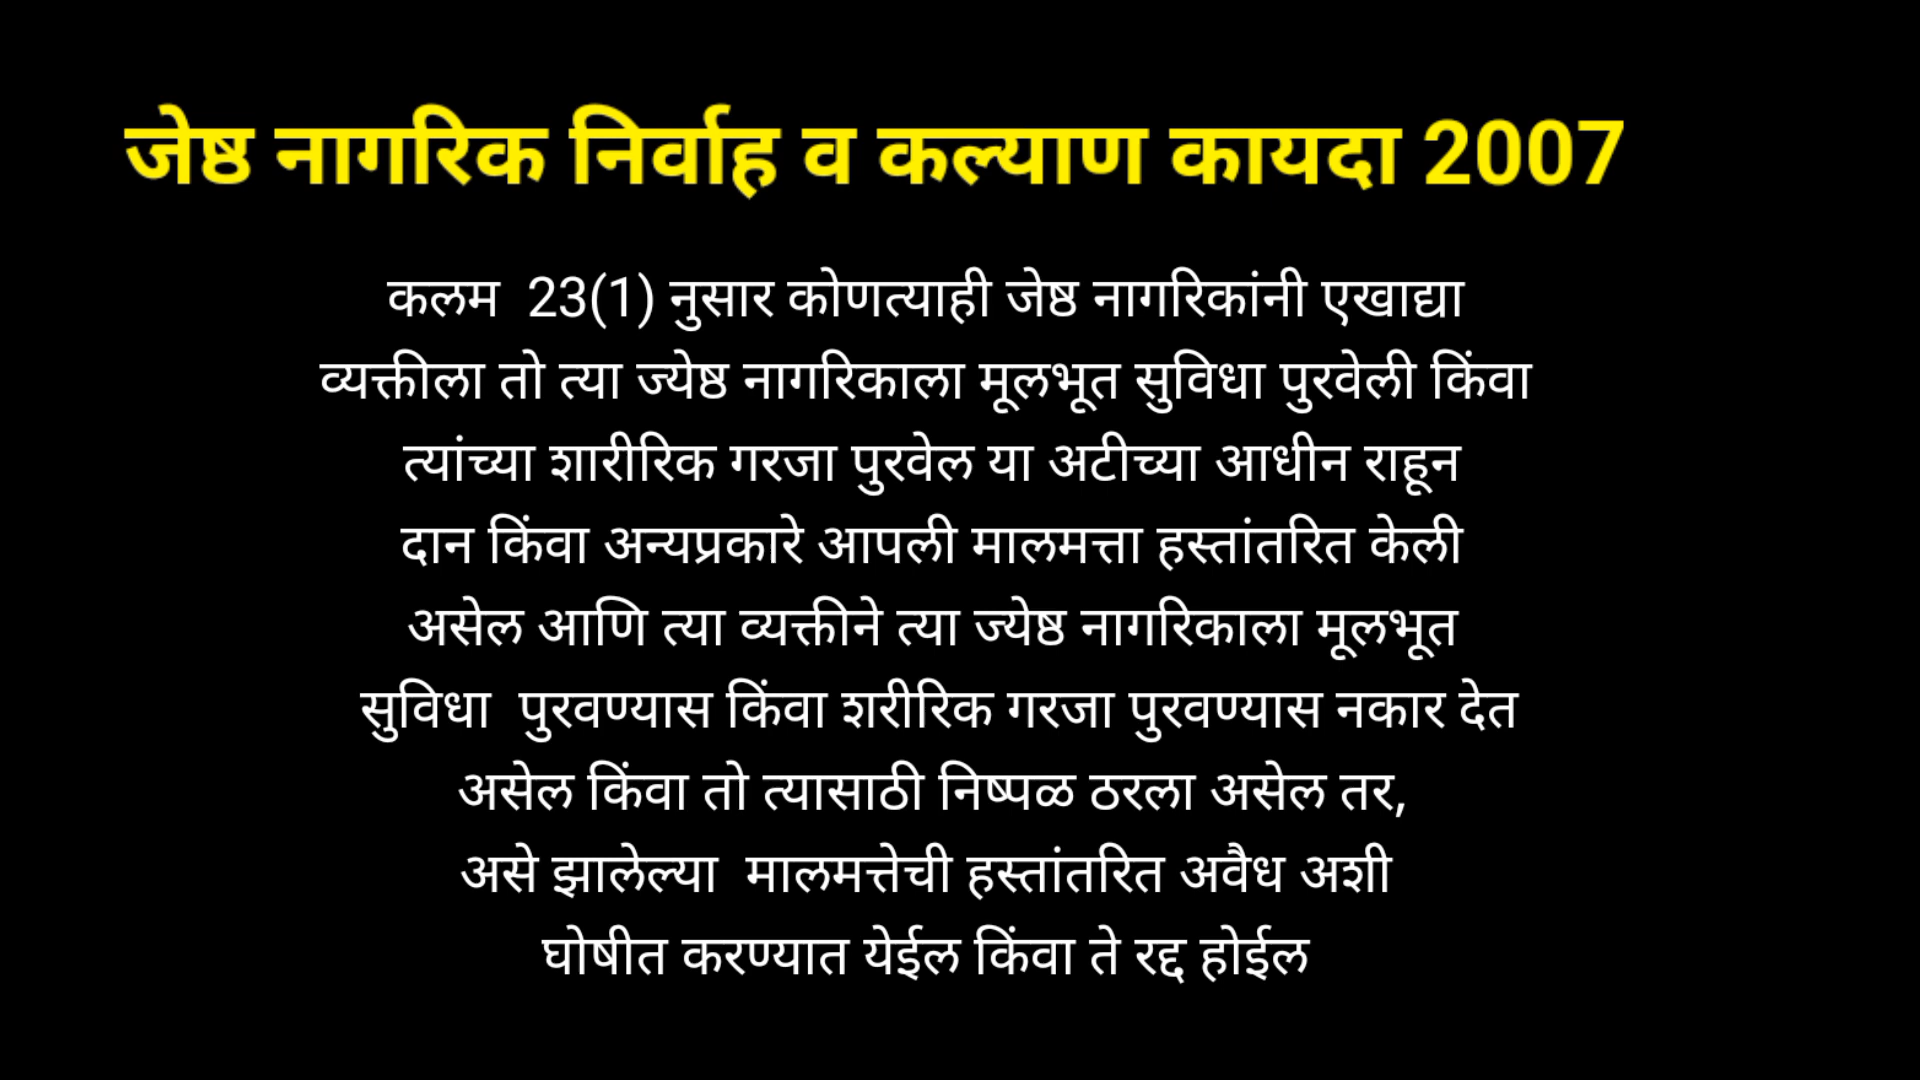 जेष्ठ नागरिक निर्वाह व कल्याण कायदा 2007
कलम 23(1) नुसार कोणत्याही जेष्ठ नागरिकांनी एखाद्या
व्यक्तीला तो त्या ज्येष्ठ नागरिकाला मूलभूत सुविधा पुरवेली किंवा
त्यांच्या शारीरिक गरजा पुरवेल या अटीच्या आधीन राहून
दान किंवा अन्यप्रकारे आपली मालमत्ता हस्तांतरित केली
असेल आणि त्या व्यक्तीने त्या ज्येष्ठ नागरिकाला मूलभूत
सुविधा पुरवण्यास किंवा शरीरिक गरजा पुरवण्यास नकार देत
असेल किंवा तो त्यासाठी निष्पळ ठरला असेल तर,
असे झालेल्या मालमत्तेची हस्तांतरित अवैध अशी
घोषीत करण्यात येईल किंवा ते रद्द होईल